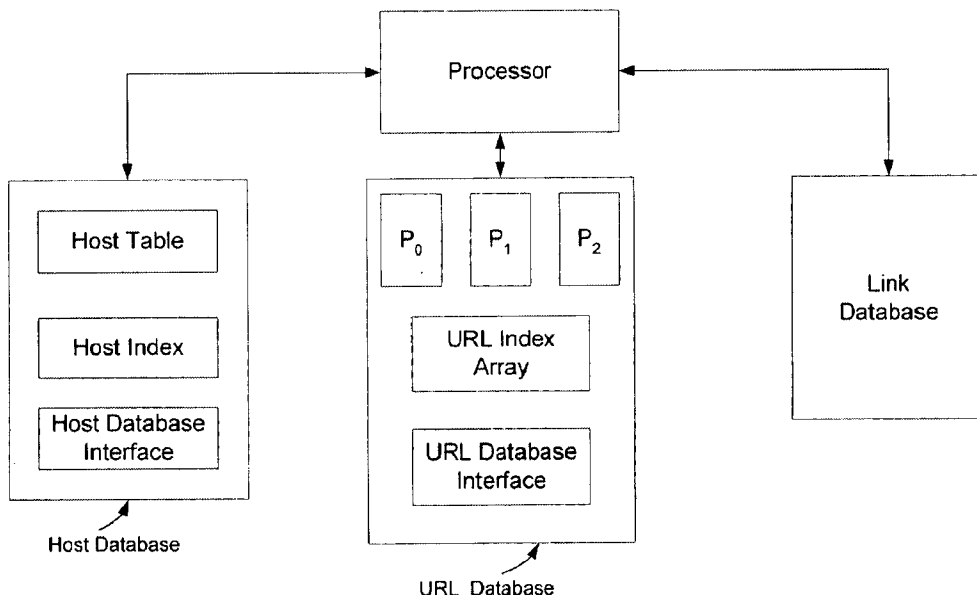 Processor
Host Table
Host Index
Host Database
Interface
Host Database
P0
P1
P2
URL Index
Array
URL Database
Interface
URL Database
Link
Database